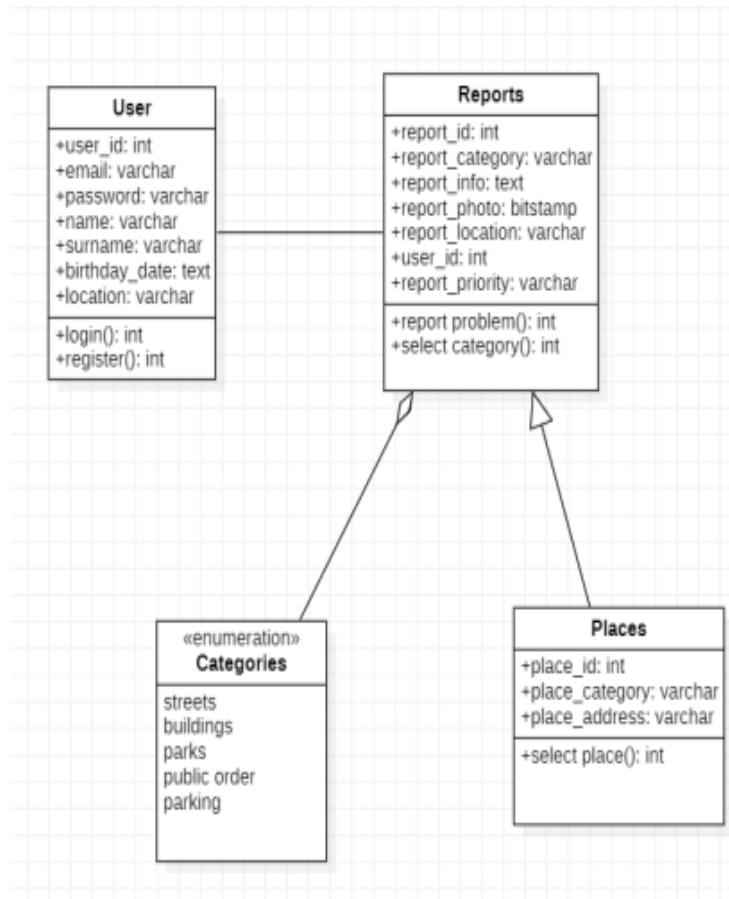 User
+user_id: int
+email: varchar
+password: varchar
+name: varchar
+surname: varchar
+birthday_date: text
+location: varchar
+login(): int
+register(): int
Reports
+report_id: int
+report_category: varchar
+report_info: text
+report_photo: bitstamp
+report_location: varchar
+user_id: int
+report_priority: varchar
+report problem(): int
+select category(): int
«enumeration»
Categories
streets
buildings
parks
public order
parking
Places
+place_id: int
+place_category: varchar
+place_address: varchar
+select place(): int